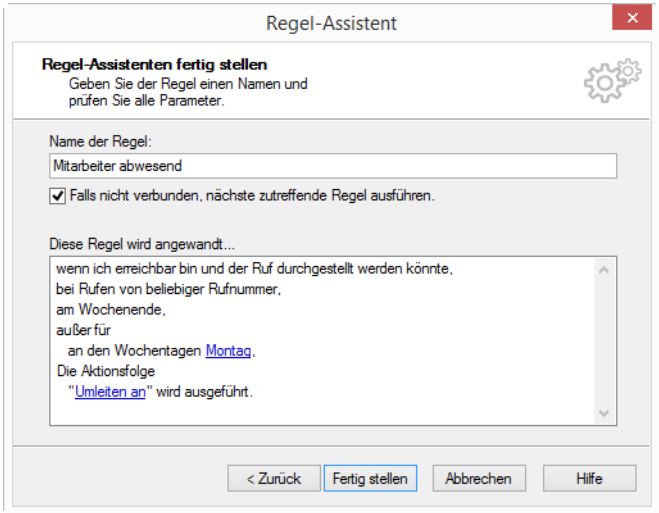 Regel-Assistent
Regel-Assistenten fertig stellen
Geben Sie der Regel einen Namen und
prüfen Sie alle Parameter.
Name der Regel:
Mitarbeiter abwesend
Falls nicht verbunden, nächste zutreffende Regel ausführen.
Diese Regel wird angewandt...
wenn ich erreichbar bin und der Ruf durchgestellt werden könnte,
bei Rufen von beliebiger Rufnummer,
am Wochenende,
außer für
an den Wochentagen Montag,
Die Aktionsfolge
"Umleiten an" wird ausgeführt.
< Zurück Fertig stellen Abbrechen Hilfe